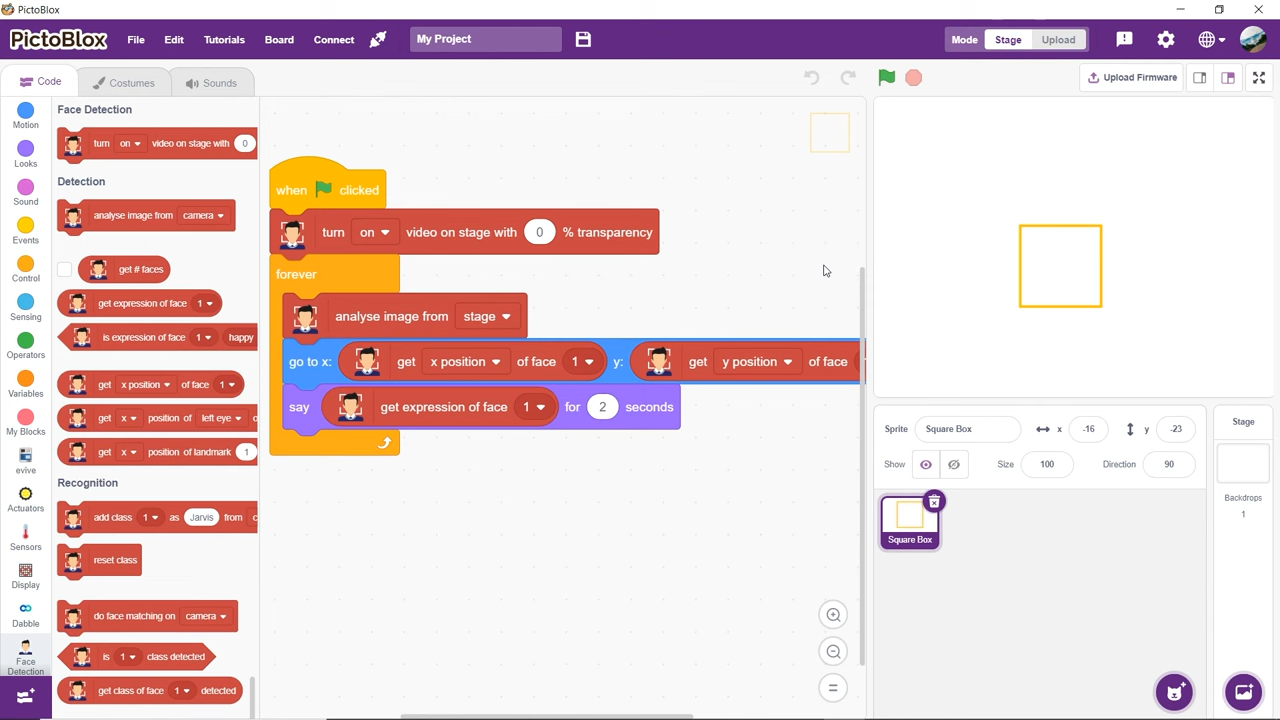 PictoBlox
PictoBlox File Edit Tutorials Board Connect My Project Mode Stage Upload
Code Costumes Sounds Upload Firmware
Motion
Looks
Sound
Events
Control
Sensing
Operators
Variables
My Blocks
evive
Actuators
Sensors
Display
Dabble
Face
Detection
Face Detection
turn on video on stage with 0
Detection
analyse image from camera
get # faces
get expression of face 1
is expression of face 1 happy
get x position of face 1
get x position of left eye
get x position of landmark 1
Recognition
add class 1 as Jarvis from
reset class
do face matching on camera
is 1 class detected
get class of face 1 detected
when clicked
turn on video on stage with 0 % transparency
forever
analyse image from stage
go to x: get x position of face 1 y: get y position of face
say get expression of face 1 for 2 seconds
Sprite Square Box x -16 y -23
Show Size 100 Direction 90
Square Box
Stage
Backdrops
1